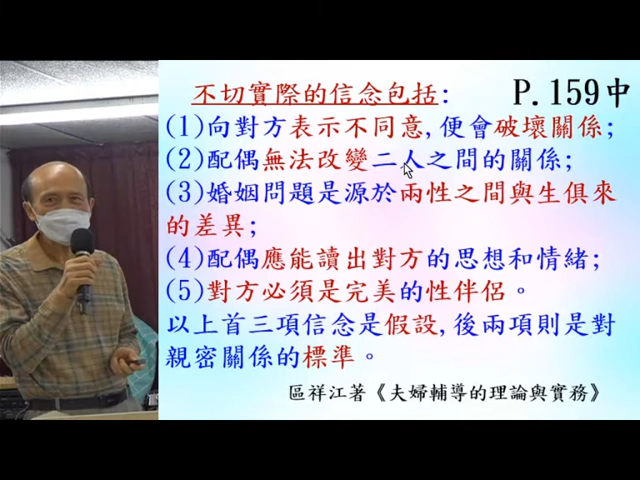 不切實際的信念包括: P.159中
(1)向對方表示不同意,便會破壞關係;
(2)配偶無法改變二人之間的關係;
(3)婚姻問題是源於兩性之間與生俱來
的差異;
(4)配偶應能讀出對方的思想和情緒;
(5)對方必須是完美的性伴侶。
以上首三項信念是假設,後兩項則是對
親密關係的標準。
區祥江著《夫婦輔導的理論與實務》